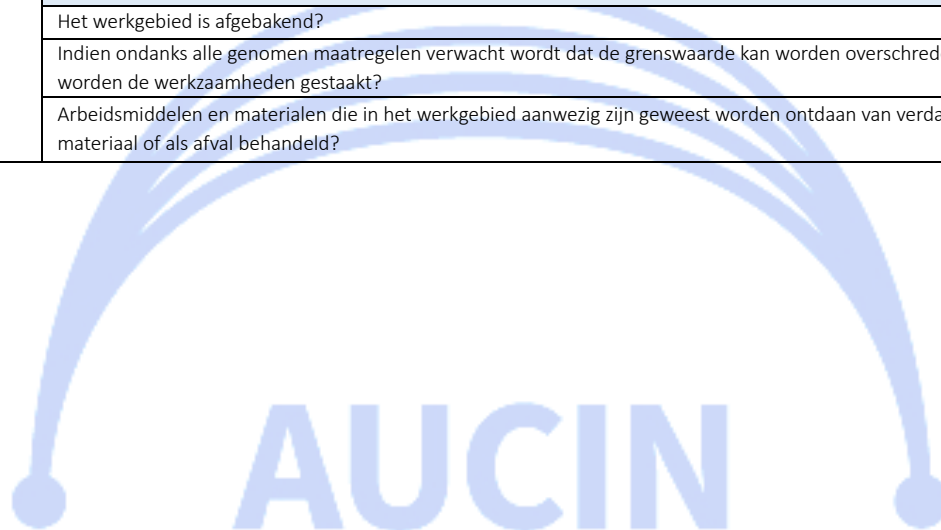 Het werkgebied is afgebakend?
Indien ondanks alle genomen maatregelen verwacht wordt dat de grenswaarde kan worden
worden de werkzaamheden gestaakt?
Arbeidsmiddelen en materialen die in het werkgebied aanwezig zijn geweest worden ontdaan van
materiaal of als afval behandeld?
AUCIN